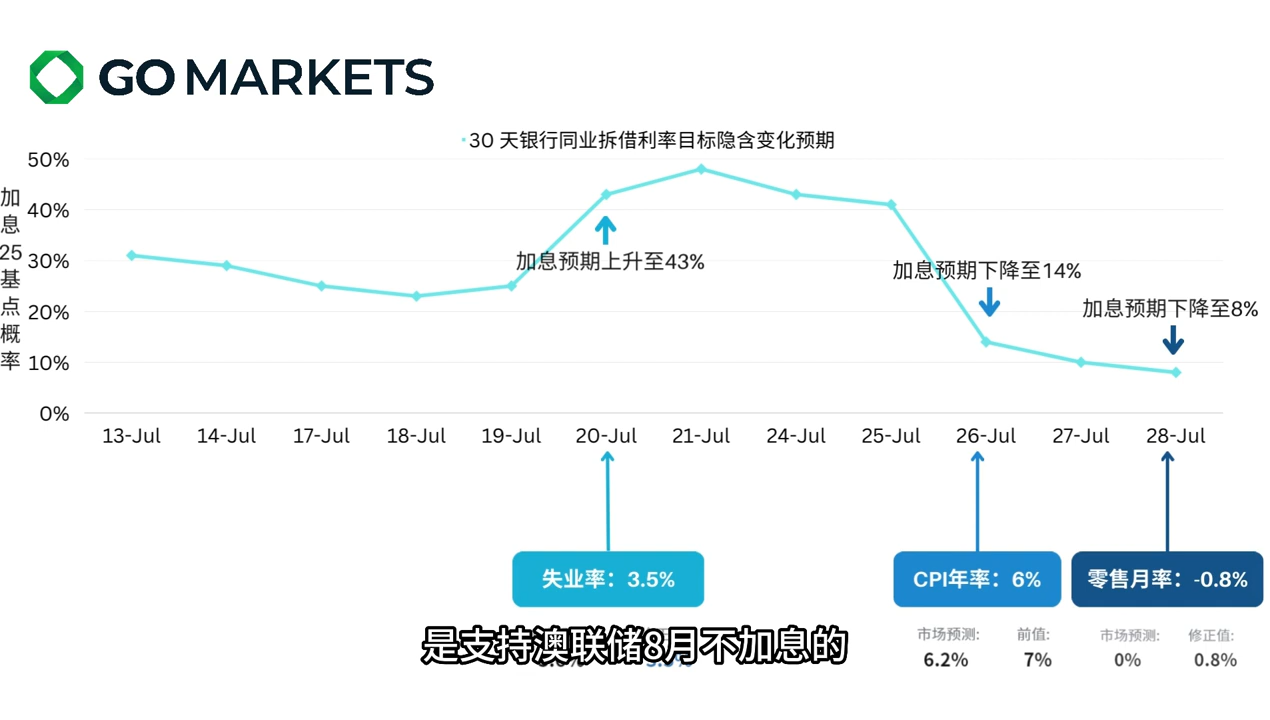 GO MARKETS
30 天银行同业拆借利率目标隐含变化预期
加息25基点概率
50%
40%
30%
20%
10%
0%
加息预期上升至43%
加息预期下降至14%
加息预期下降至8%
13-Jul 14-Jul 17-Jul 18-Jul 19-Jul 20-Jul 21-Jul 24-Jul 25-Jul 26-Jul 27-Jul 28-Jul
失业率：3.5% CPI年率：6% 零售月率：-0.8%
市场预测: 前值: 市场预测: 修正值:
6.2% 7% 0% 0.8%
是支持澳联储8月不加息的